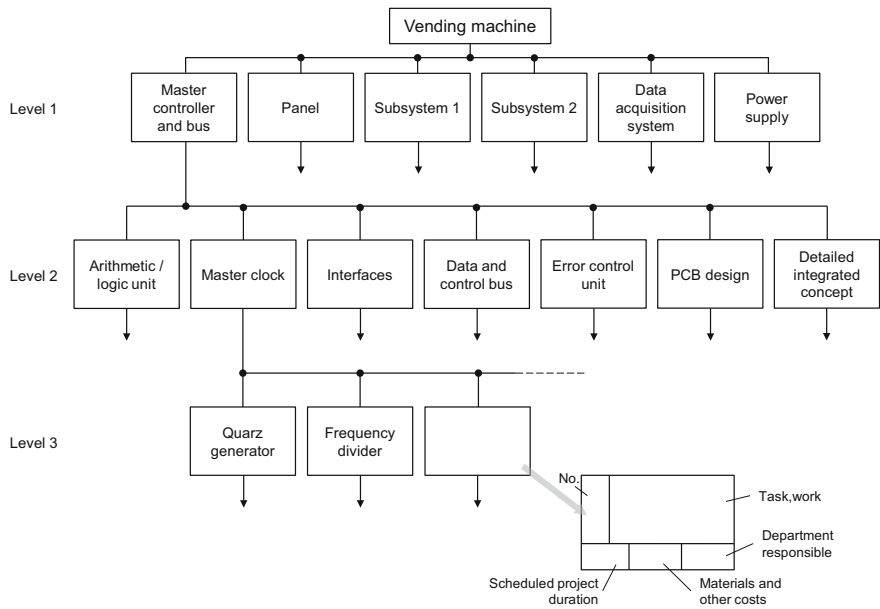 Vending machine
Level 1
Master
controller
and bus
Panel
Subsystem 1
Subsystem 2
Data
acquisition
system
Power
supply
Level 2
Arithmetic /
logic unit
Master clock
Interfaces
Data and
control bus
Error control
unit
PCB design
Detailed
integrated
concept
Level 3
Quarz
generator
Frequency
divider
No.
Task,work
Department
responsible
Scheduled project
duration
Materials and
other costs